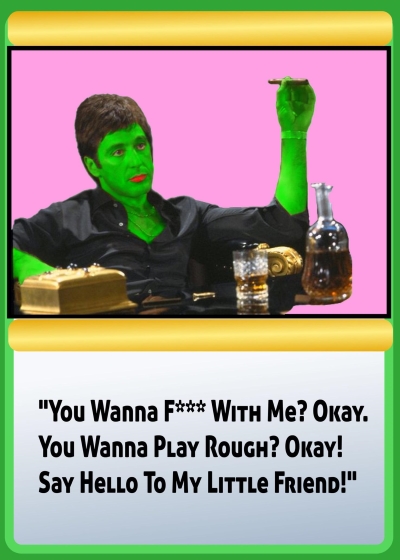 "You Wanna F*** With Me? Okay.
You Wanna Play Rough? Okay!
Say Hello To My Little Friend!"